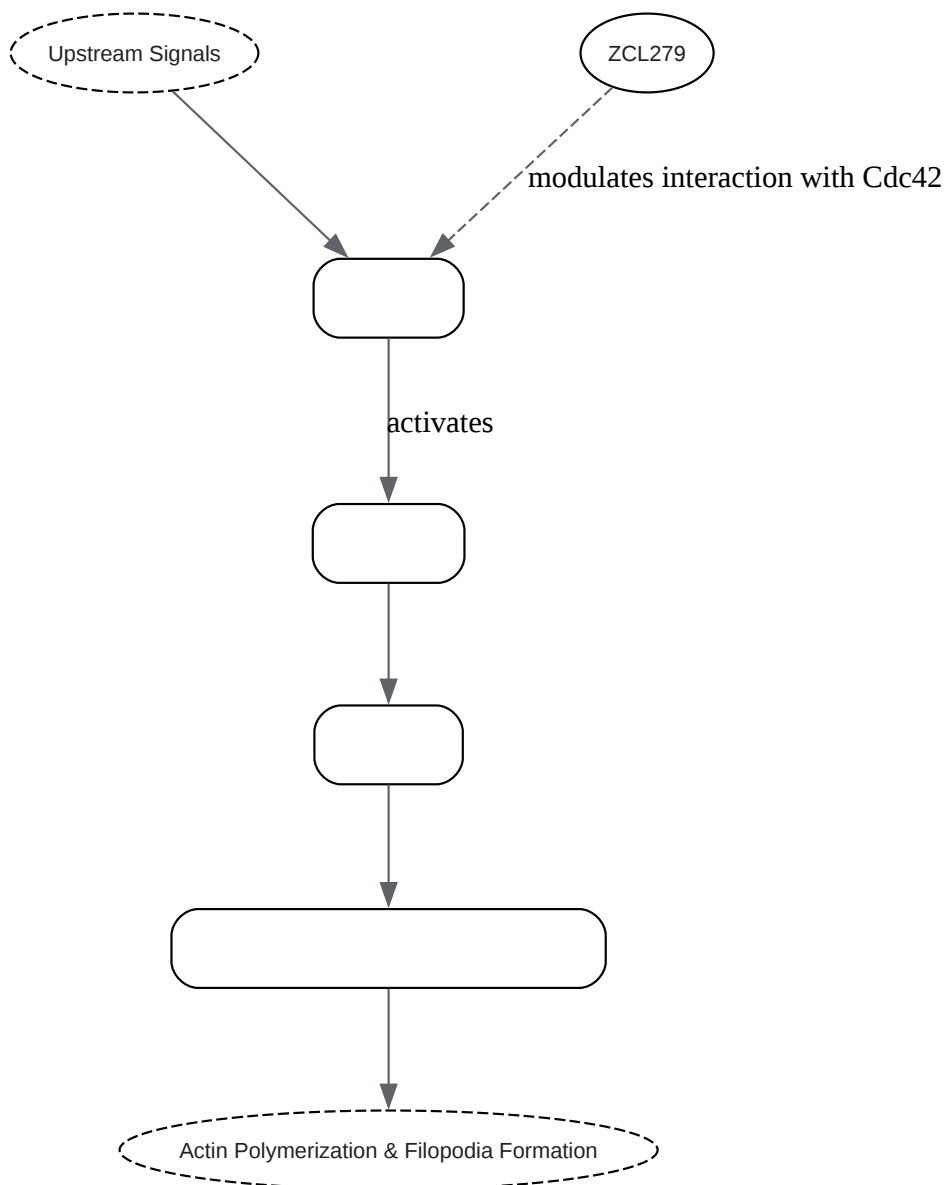 Upstream Signals
ZCL279
modulates interaction with Cdc42
activates
Actin Polymerization & Filopodia Formation